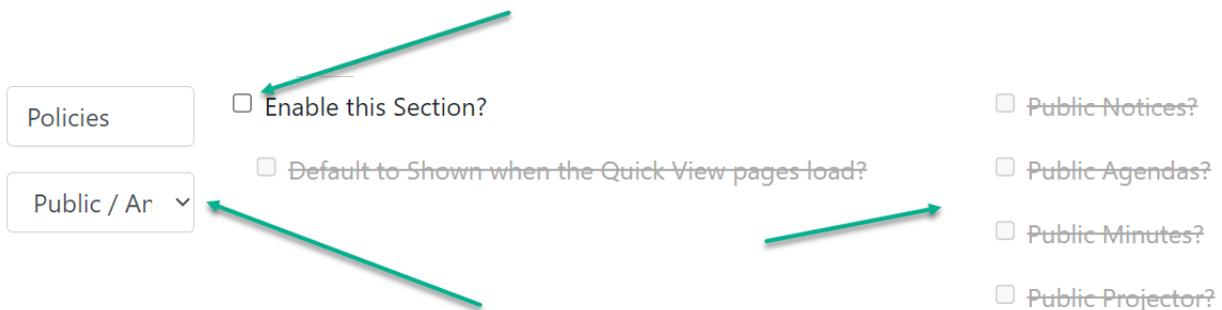 Policies
Enable this Section?
Default to Shown when the Quick View pages load?
Public / Ar
Public Notices?
Public Agendas?
Public Minutes?
Public Projector?